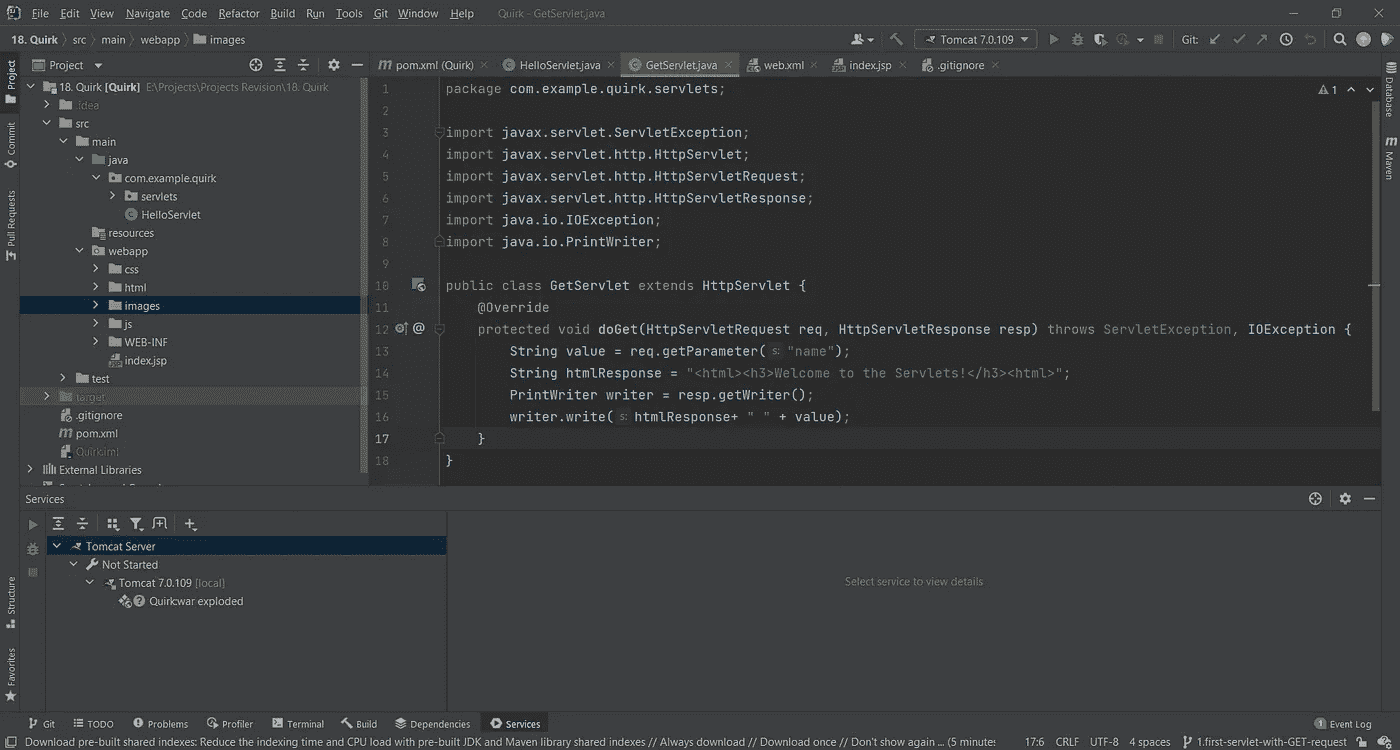 File Edit View Navigate Code Refactor Build Run Tools Git Window Help Quirk - GetServlet.java
18. Quirk src main webapp images Tomcat 7.0.109 Git:
Project
pom.xml (Quirk) HelloServlet.java GetServlet.java web.xml index.jsp .gitignore
Project
Commit
Pull Requests
Structure
Favorites
18. Quirk [Quirk] E:\Projects\Projects Revision\18. Quirk
.idea
src
main
java
com.example.quirk
servlets
HelloServlet
resources
webapp
css
html
images
js
WEB-INF
index.jsp
test
target
.gitignore
pom.xml
Quirk.iml
External Libraries
1 package com.example.quirk.servlets;
2
3 import javax.servlet.ServletException;
4 import javax.servlet.http.HttpServlet;
5 import javax.servlet.http.HttpServletRequest;
6 import javax.servlet.http.HttpServletResponse;
7 import java.io.IOException;
8 import java.io.PrintWriter;
9
10 public class GetServlet extends HttpServlet {
11 @Override
12 @ protected void doGet(HttpServletRequest req, HttpServletResponse resp) throws ServletException, IOException {
13 String value = req.getParameter( s: "name");
14 String htmlResponse = "<html><h3>Welcome to the Servlets!</h3><html>";
15 PrintWriter writer = resp.getWriter();
16 writer.write( s: htmlResponse+ " " + value);
17 }
18 }
1
Database
Maven
Services
Tomcat Server
Not Started
Tomcat 7.0.109 [local]
Quirk:war exploded
Select service to view details
Git TODO Problems Profiler Terminal Build Dependencies Services 1 Event Log
Download pre-built shared indexes: Reduce the indexing time and CPU load with pre-built JDK and Maven library shared indexes // Always download // Download once // Don't show again ... (5 minutes 17:6 CRLF UTF-8 4 spaces 1.first-servlet-with-GET-request